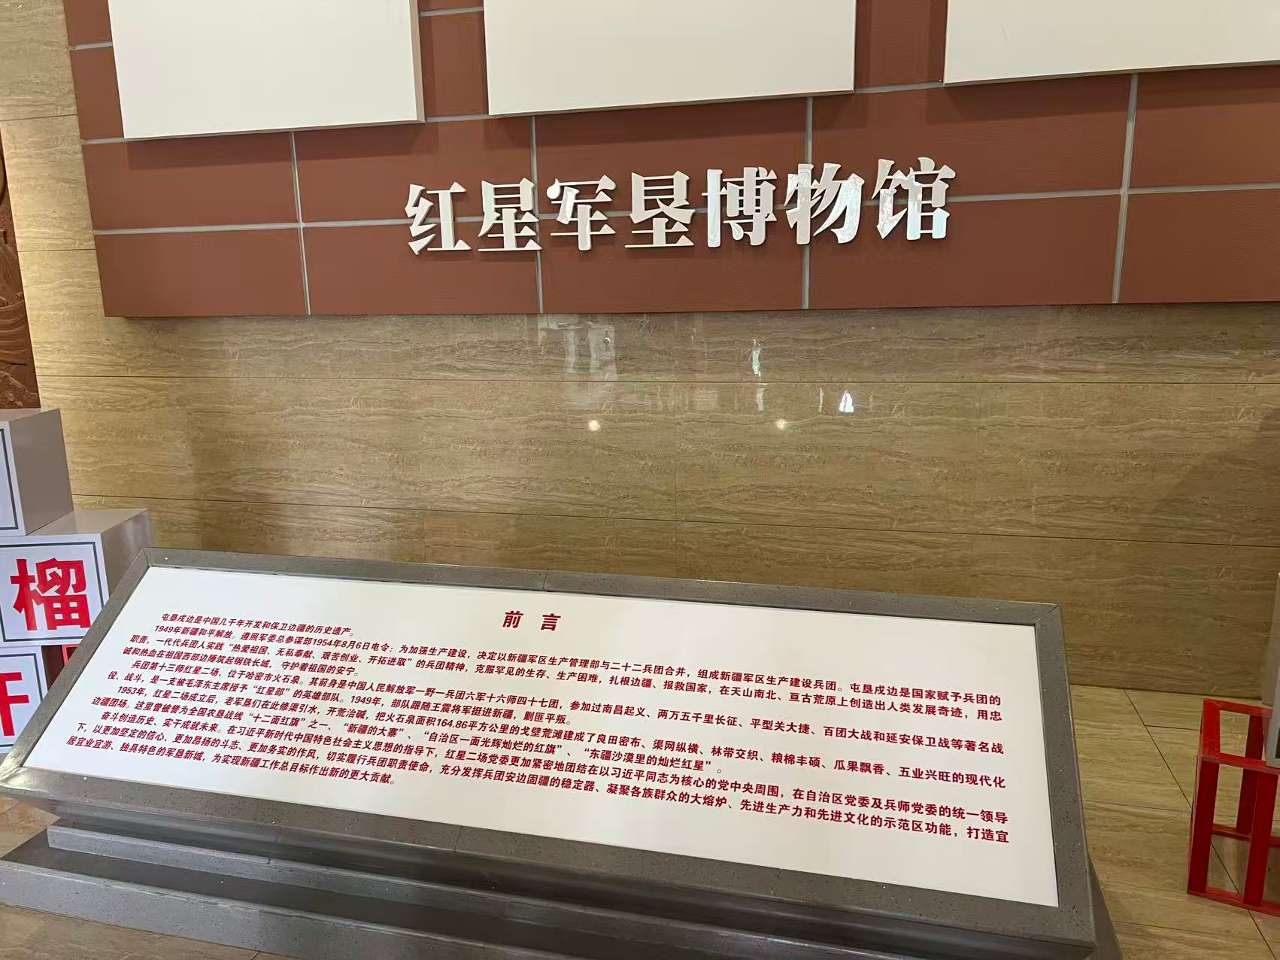 红星军垦博物馆
前言
屯垦戍边是中国几千年开发和保卫边疆的历史遗产。
1949年新疆和平解放。遵照军委总参谋部1954年8月6日电令：为加强生产建设，决定以新疆军区生产管理部与二十二兵团合并，组成新疆军区生产建设兵团。屯垦戍边是国家赋予兵团的
职责，一代代兵团人实践“热爱祖国、无私奉献、艰苦创业、开拓进取”的兵团精神，克服罕见的生存、生产困难，扎根边疆、报效国家，在天山南北、亘古荒原上创造出人类发展奇迹，用忠
诚和热血在祖国西部边陲筑起钢铁长城，守护着祖国的安宁。
兵团第十三师红星二场，位于哈密市火石泉。其前身是中国人民解放军一野一兵团六军十六师四十七团，参加过南昌起义、两万五千里长征、平型关大捷、百团大战和延安保卫战等著名战
役、战斗，是一支被毛泽东主席授予“红星部”的英雄部队。1949年，部队跟随王震将军挺进新疆，剿匪平叛。
1953年，红星二场成立后，老军垦们在此修渠引水，开荒治碱，把火石泉面积164.86平方公里的戈壁荒滩建成了良田密布、渠网纵横、林带交织、粮棉丰硕、瓜果飘香、五业兴旺的现代化
边疆团场。这里曾被誉为全国农垦战线“十二面红旗”之一、“新疆的大寨”、“自治区一面光辉灿烂的红旗”、“东疆沙漠里的灿烂红星”。
奋斗创造历史，实干成就未来。在习近平新时代中国特色社会主义思想的指导下，红星二场党委更加紧密地团结在以习近平同志为核心的党中央周围，在自治区党委及兵师党委的统一领导
下，以更加坚定的信心、更加昂扬的斗志、更加务实的作风，切实履行兵团职责使命，充分发挥兵团安边固疆的稳定器、凝聚各族群众的大熔炉、先进生产力和先进文化的示范区功能，打造宜
居宜业宜游、独具特色的军垦新城，为实现新疆工作总目标作出新的更大贡献。
榴
开